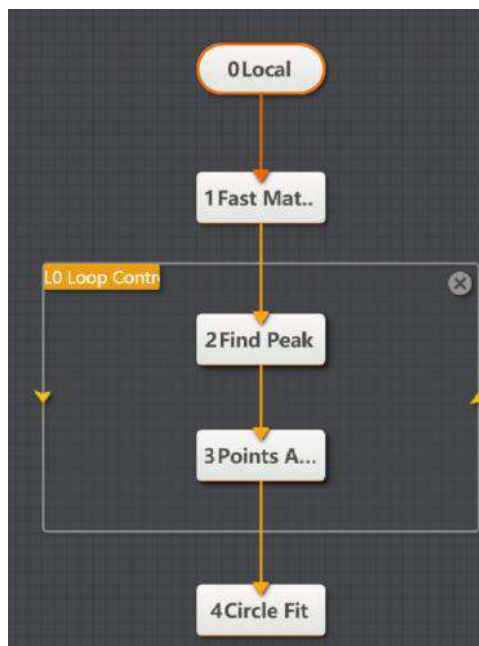 0Local
1Fast Mat..
L0 Loop Contr
2Find Peak
3Points A...
4Circle Fit